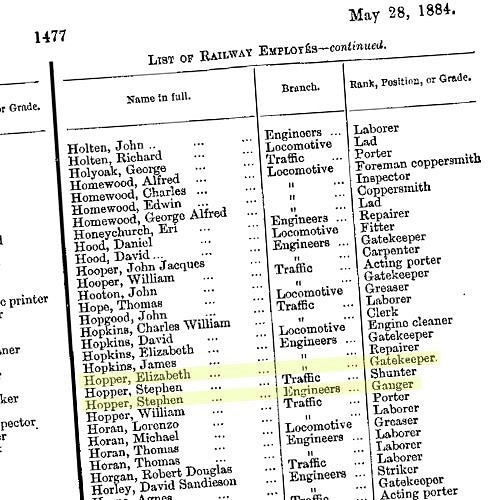 May 28, 1884.
1477
LIST OF RAILWAY EMPLOYÉS—continued.
or Grade. Name in full. Branch. Rank, Position, or Grade.
Holten, John .. ... ... Engineers ... Laborer
Holten, Richard ... ... Locomotive ... Lad
Holyoak, George ... ... Traffic ... Porter
Homewood, Alfred ... ... Locomotive ... Foreman coppersmith
Homewood, Charles ... ... " ... Inspector
Homewood, Edwin ... ... " ... Coppersmith
Homewood, George Alfred ... " ... Lad
Honeychurch, Eri ... ... Engineers ... Repairer
Hood, Daniel ... ... Locomotive ... Fitter
Hood, David ... ... ... Engineers ... Gatekeeper
Hooper, John Jacques ... ... " ... Carpenter
Hooper, William ... ... Traffic ... Acting porter
Hooton, John ... ... " ... Gatekeeper
Hope, Thomas ... ... Locomotive ... Greaser
Hopgood, John ... ... Traffic ... Laborer
Hopkins, Charles William ... " ... Clerk
Hopkins, David ... ... Locomotive ... Engine cleaner
Hopkins, Elizabeth ... ... Engineers ... Gatekeeper
Hopkins, James ... ... " ... Repairer
Hopper, Elizabeth ... ... " ... Gatekeeper.
Hopper, Stephen ... ... Traffic ... Shunter
Hopper, Stephen ... ... Engineers ... Ganger
Hopper, William ... ... Traffic ... Porter
Horan, Lorenzo ... ... " ... Laborer
Horan, Michael ... ... Locomotive ... Greaser
Horan, Thomas ... ... Engineers ... Laborer
Horan, Thomas ... ... " ... Laborer
Horgan, Robert Douglas ... Traffic ... Laborer
Horley, David Sandieson ... Engineers ... Striker
" ... Gatekeeper
Traffic ... Acting porter
c printer